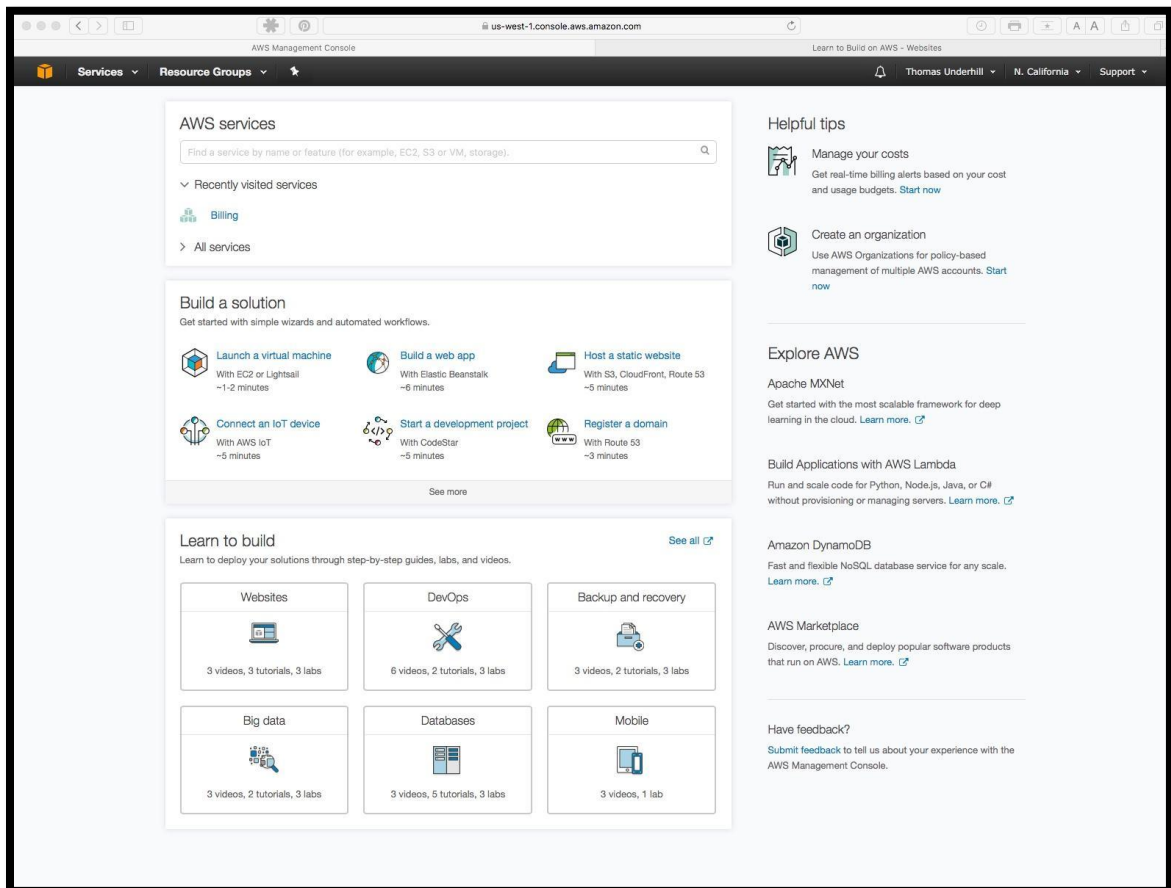 us-west-1.console.aws.amazon.com
A A
AWS Management Console
Learn to Build on AWS - Websites
Services
Resource Groups
Thomas Underhill
N. California
Support
AWS services
Find a service by name or feature (for example, EC2, S3 or VM, storage).
Recently visited services
Billing
All services
Build a solution
Get started with simple wizards and automated workflows.
Launch a virtual machine
With EC2 or Lightsail
~1-2 minutes
Build a web app
With Elastic Beanstalk
~6 minutes
Host a static website
With S3, CloudFront, Route 53
~5 minutes
Connect an IoT device
With AWS IoT
~5 minutes
Start a development project
With CodeStar
~5 minutes
www
Register a domain
With Route 53
~3 minutes
See more
Learn to build
See all
Learn to deploy your solutions through step-by-step guides, labs, and videos.
Websites
3 videos, 3 tutorials, 3 labs
DevOps
6 videos, 2 tutorials, 3 labs
Backup and recovery
3 videos, 2 tutorials, 3 labs
Big data
3 videos, 2 tutorials, 3 labs
Databases
3 videos, 5 tutorials, 3 labs
Mobile
3 videos, 1 lab
Helpful tips
Manage your costs
Get real-time billing alerts based on your cost
and usage budgets. Start now
Create an organization
Use AWS Organizations for policy-based
management of multiple AWS accounts. Start
now
Explore AWS
Apache MXNet
Get started with the most scalable framework for deep
learning in the cloud. Learn more.
Build Applications with AWS Lambda
Run and scale code for Python, Node.js, Java, or C#
without provisioning or managing servers. Learn more.
Amazon DynamoDB
Fast and flexible NoSQL database service for any scale.
Learn more.
AWS Marketplace
Discover, procure, and deploy popular software products
that run on AWS. Learn more.
Have feedback?
Submit feedback to tell us about your experience with the
AWS Management Console.